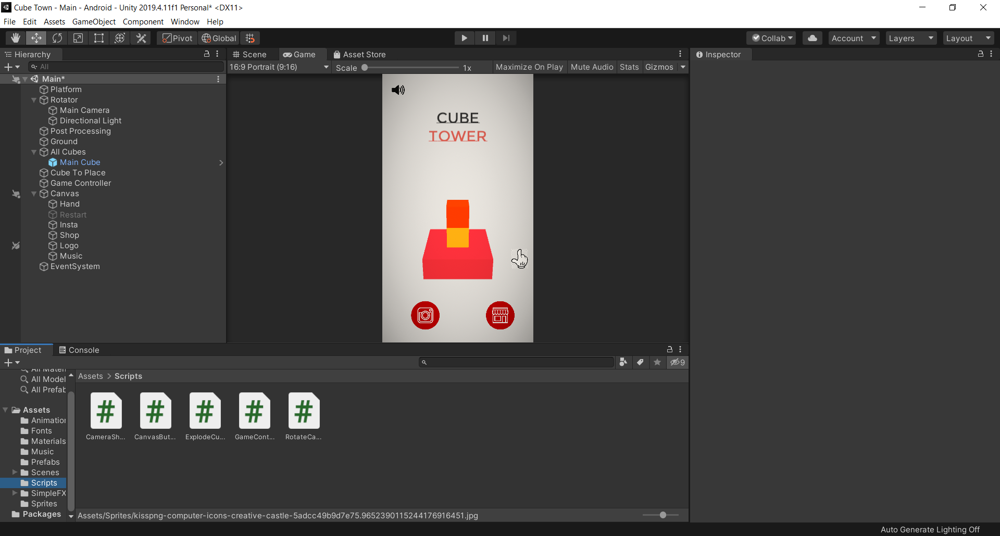 Cube Town - Main - Android - Unity 2019.4.11f1 Personal* <DX11>
File Edit Assets GameObject Component Window Help
Pivot Global Collab Account Layers Layout
Hierarchy
All
Main*
Platform
Rotator
Main Camera
Directional Light
Post Processing
Ground
All Cubes
Main Cube
Cube To Place
Game Controller
Canvas
Hand
Restart
Insta
Shop
Logo
Music
EventSystem
Scene Game Asset Store
16:9 Portrait (9:16) Scale 1x Maximize On Play Mute Audio Stats Gizmos
CUBE
TOWER
Inspector
Project Console
9
All Materi
All Model
All Prefab
Assets
Animation
Fonts
Materials
Music
Prefabs
Scenes
Scripts
SimpleFX
Sprites
Packages
Assets > Scripts
CameraSh... CanvasBut... ExplodeCu... GameCont... RotateCa...
Assets/Sprites/kisspng-computer-icons-creative-castle-5adcc49b9d7e75.9652390115244176916451.jpg
Auto Generate Lighting Off